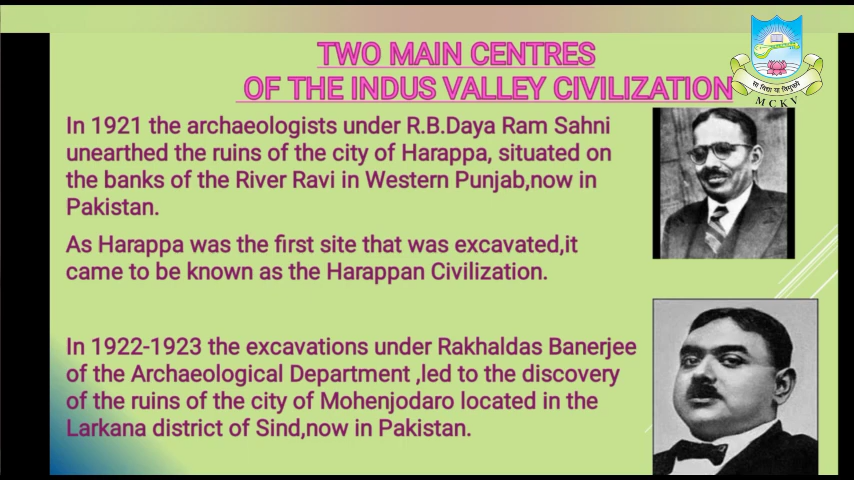 TWO MAIN CENTRES
OF THE INDUS VALLEY CIVILIZATION
In 1921 the archaeologists under R.B.Daya Ram Sahni
unearthed the ruins of the city of Harappa, situated on
the banks of the River Ravi in Western Punjab,now in
Pakistan.
As Harappa was the first site that was excavated,it
came to be known as the Harappan Civilization.
In 1922-1923 the excavations under Rakhaldas Banerjee
of the Archaeological Department ,led to the discovery
of the ruins of the city of Mohenjodaro located in the
Larkana district of Sind,now in Pakistan.
सा विद्या या विमुक्तये
MCKV